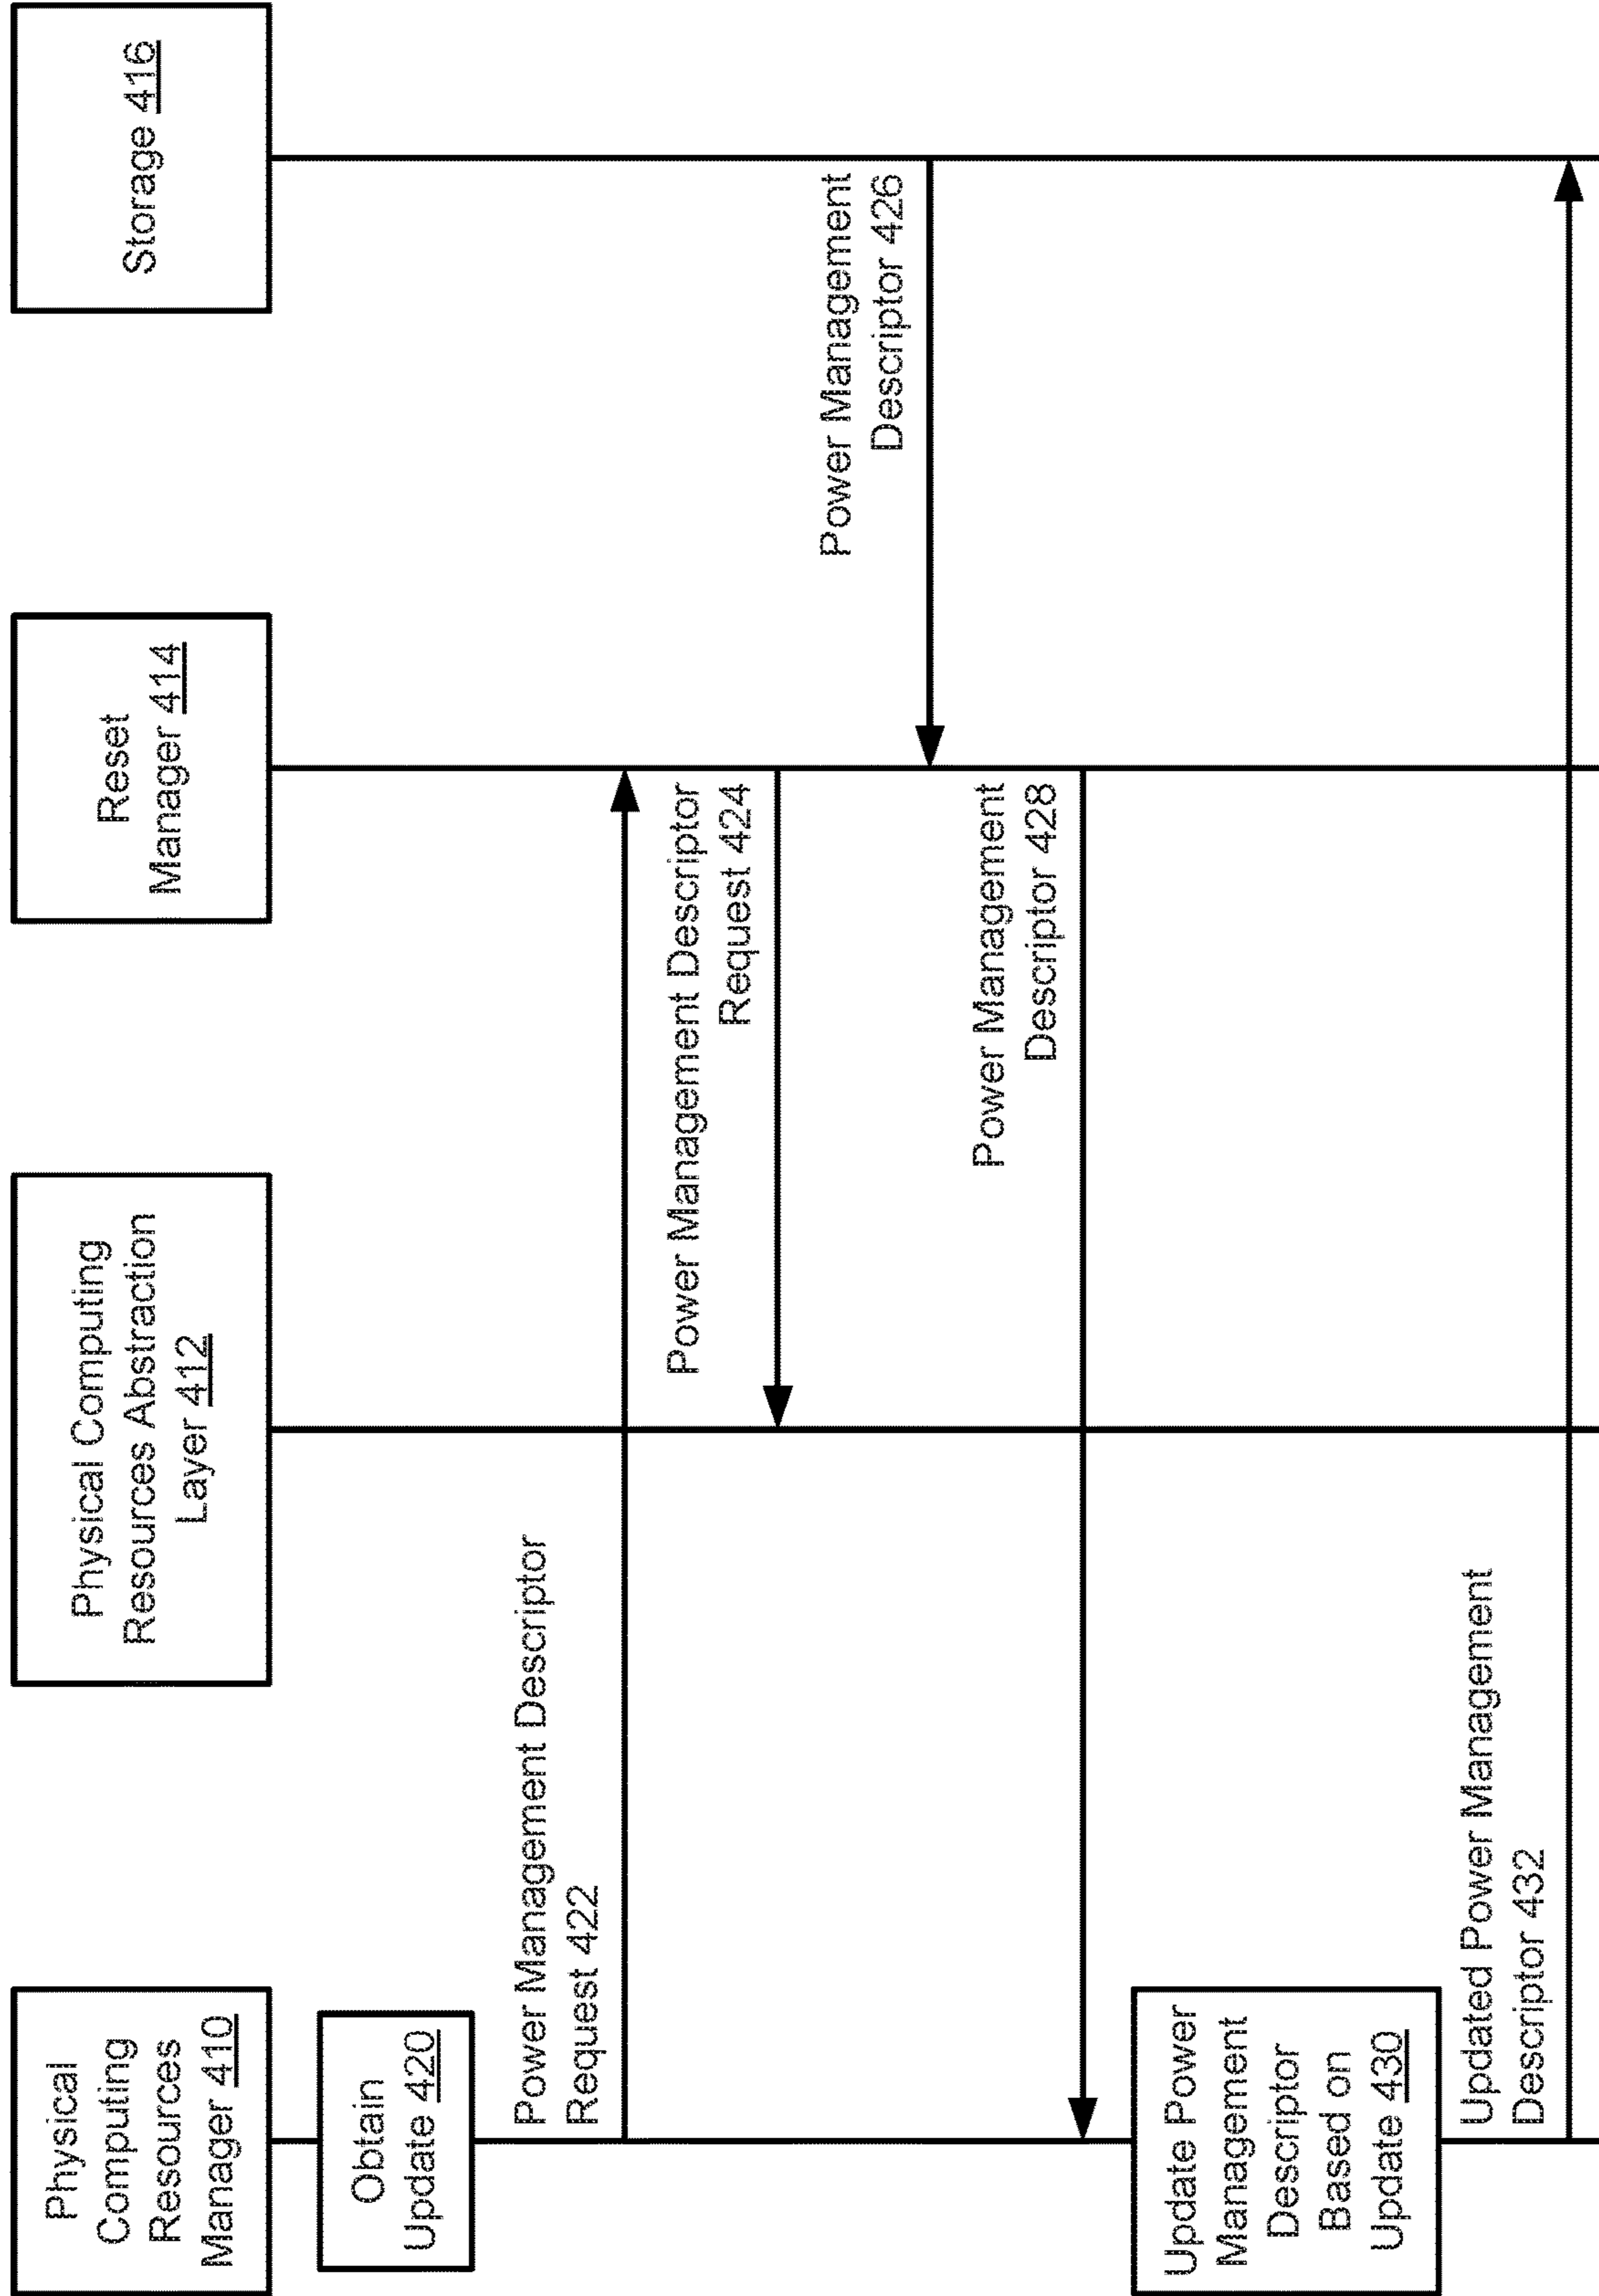 Physical
Computing
Resources
Manager 410
Physical Computing
Resources Abstraction
Layer 412
Reset
Manager 414
Storage 416
Obtain
Update 420
Power Management Descriptor
Request 422
Power Management Descriptor
Request 424
Power Management
Descriptor 426
Power Management
Descriptor 428
Update Power
Management
Descriptor
Based on
Update 430
Updated Power Management
Descriptor 432